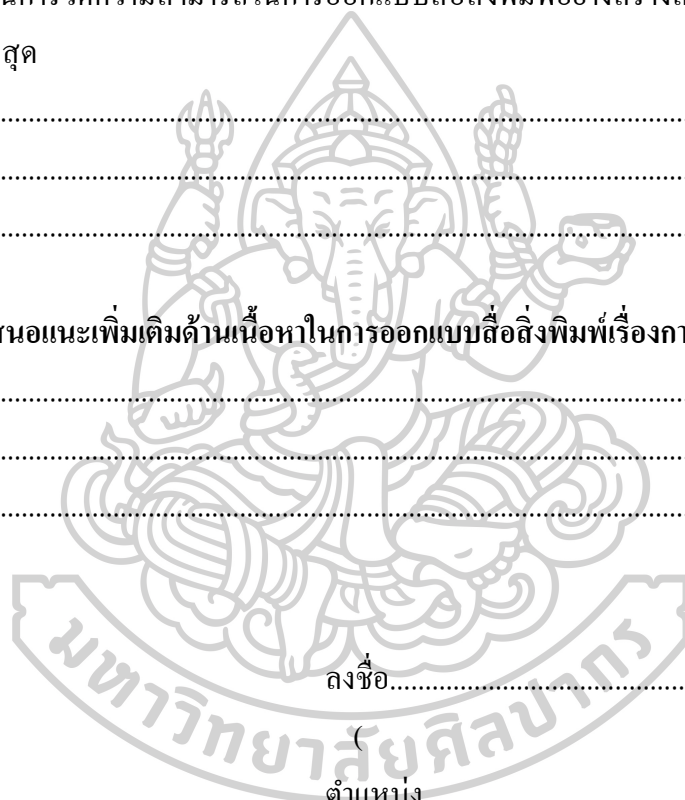 สุด
..........................................................................................
..........................................................................................
..........................................................................................
สนอแนะเพิ่มเติมด้านเนื้อหาในการออกแบบสื่อสิ่งพิมพ์เรื่องกา
..........................................................................................
..........................................................................................
..........................................................................................
ลงชื่อ..........................................
(
ตำแหน่ง
มหาวิทยาลัยศิลปากร